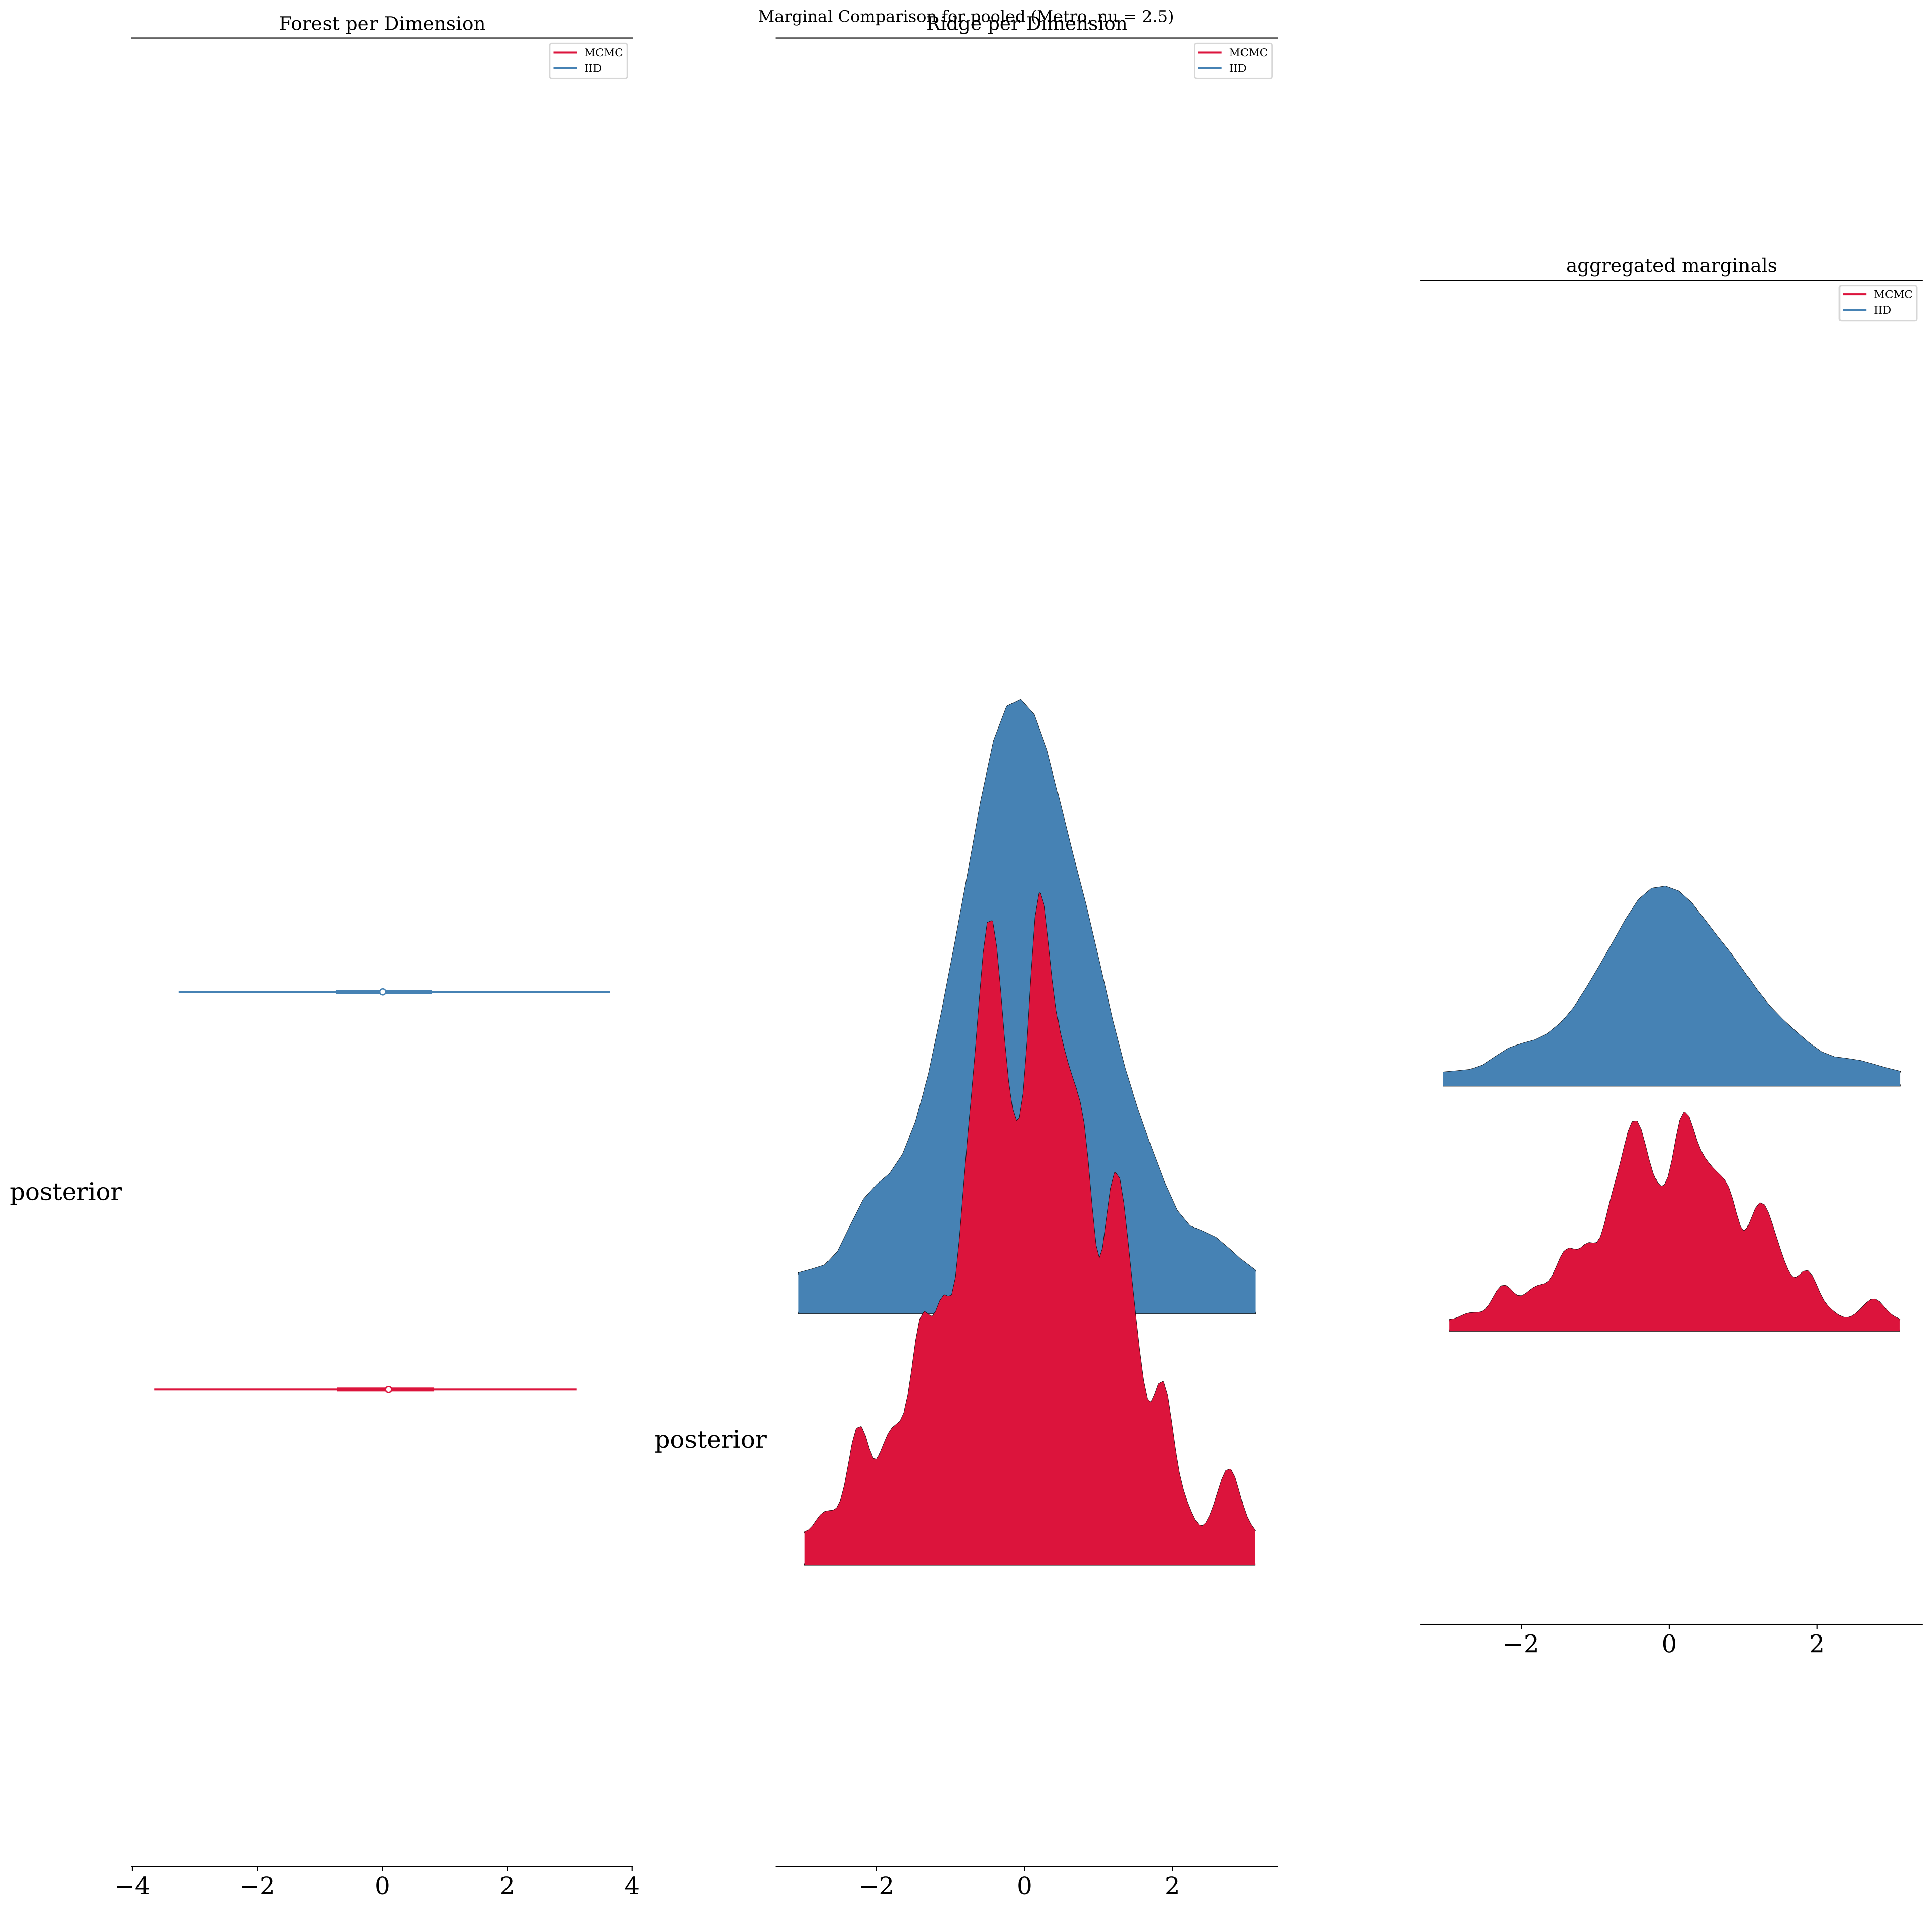 Marginal Comparison for pooled (Metro, nu = 2.5)
Forest per Dimension
MCMC
IID
posterior
−4 −2 0 2 4
Ridge per Dimension
MCMC
IID
posterior
−2 0 2
aggregated marginals
MCMC
IID
−2 0 2